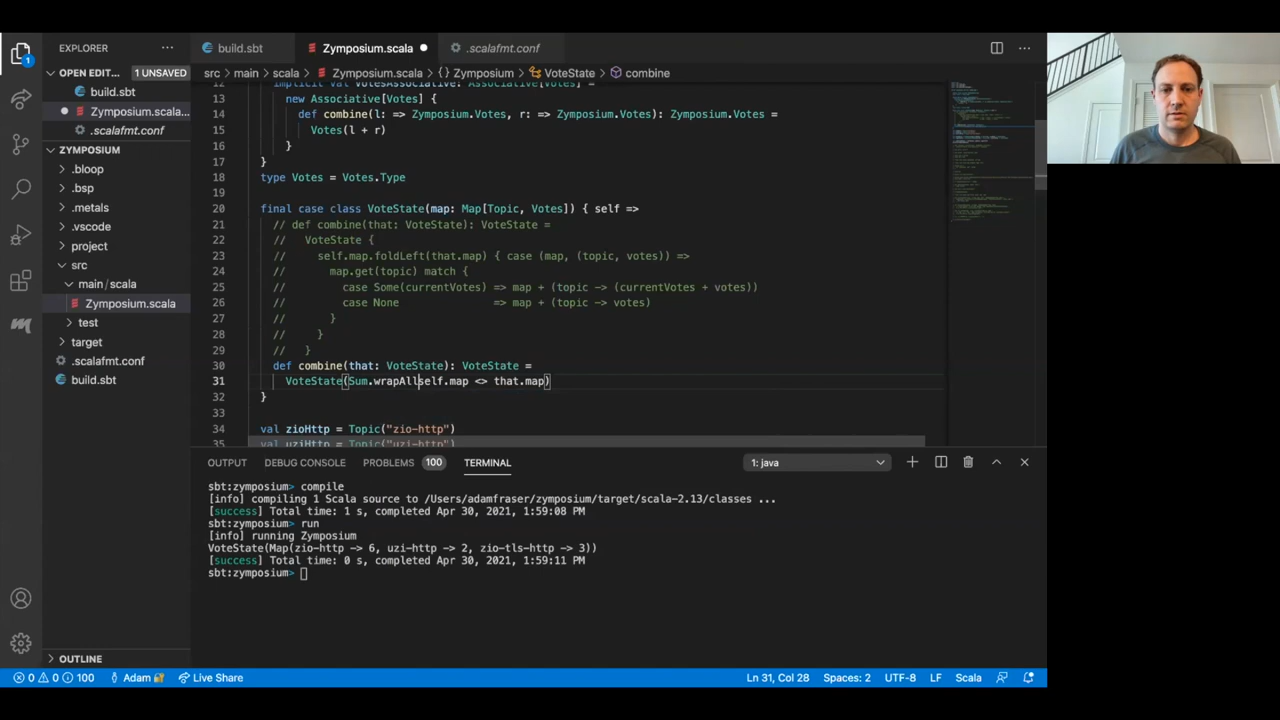 EXPLORER
build.sbt
Zymposium.scala
.scalafmt.conf
OPEN EDIT...
1 UNSAVED
src > main > scala > Zymposium.scala > {} Zymposium > VoteState > combine
build.sbt
Zymposium.scala...
.scalafmt.conf
ZYMPOSIUM
.bloop
.bsp
.metals
.vscode
project
src
main/scala
Zymposium.scala
test
target
.scalafmt.conf
build.sbt
OUTLINE
12 implicit val votesAssociative: Associative[Votes] =
13 new Associative[Votes] {
14 def combine(l: => Zymposium.Votes, r: => Zymposium.Votes): Zymposium.Votes =
15 Votes(l + r)
16 }
17 }
18 type Votes = Votes.Type
19
20 final case class VoteState(map: Map[Topic, Votes]) { self =>
21 // def combine(that: VoteState): VoteState =
22 // VoteState {
23 // self.map.foldLeft(that.map) { case (map, (topic, votes)) =>
24 // map.get(topic) match {
25 // case Some(currentVotes) => map + (topic -> (currentVotes + votes))
26 // case None => map + (topic -> votes)
27 // }
28 // }
29 // }
30 def combine(that: VoteState): VoteState =
31 VoteState(Sum.wrapAllself.map <> that.map)
32 }
33
34 val zioHttp = Topic("zio-http")
35 val uziHttp = Topic("uzi-http")
OUTPUT DEBUG CONSOLE PROBLEMS 100 TERMINAL 1: java
sbt:zymposium> compile
[info] compiling 1 Scala source to /Users/adamfraser/zymposium/target/scala-2.13/classes ...
[success] Total time: 1 s, completed Apr 30, 2021, 1:59:08 PM
sbt:zymposium> run
[info] running Zymposium
VoteState(Map(zio-http -> 6, uzi-http -> 2, zio-tls-http -> 3))
[success] Total time: 0 s, completed Apr 30, 2021, 1:59:11 PM
sbt:zymposium>
0 0 100 Adam Live Share Ln 31, Col 28 Spaces: 2 UTF-8 LF Scala